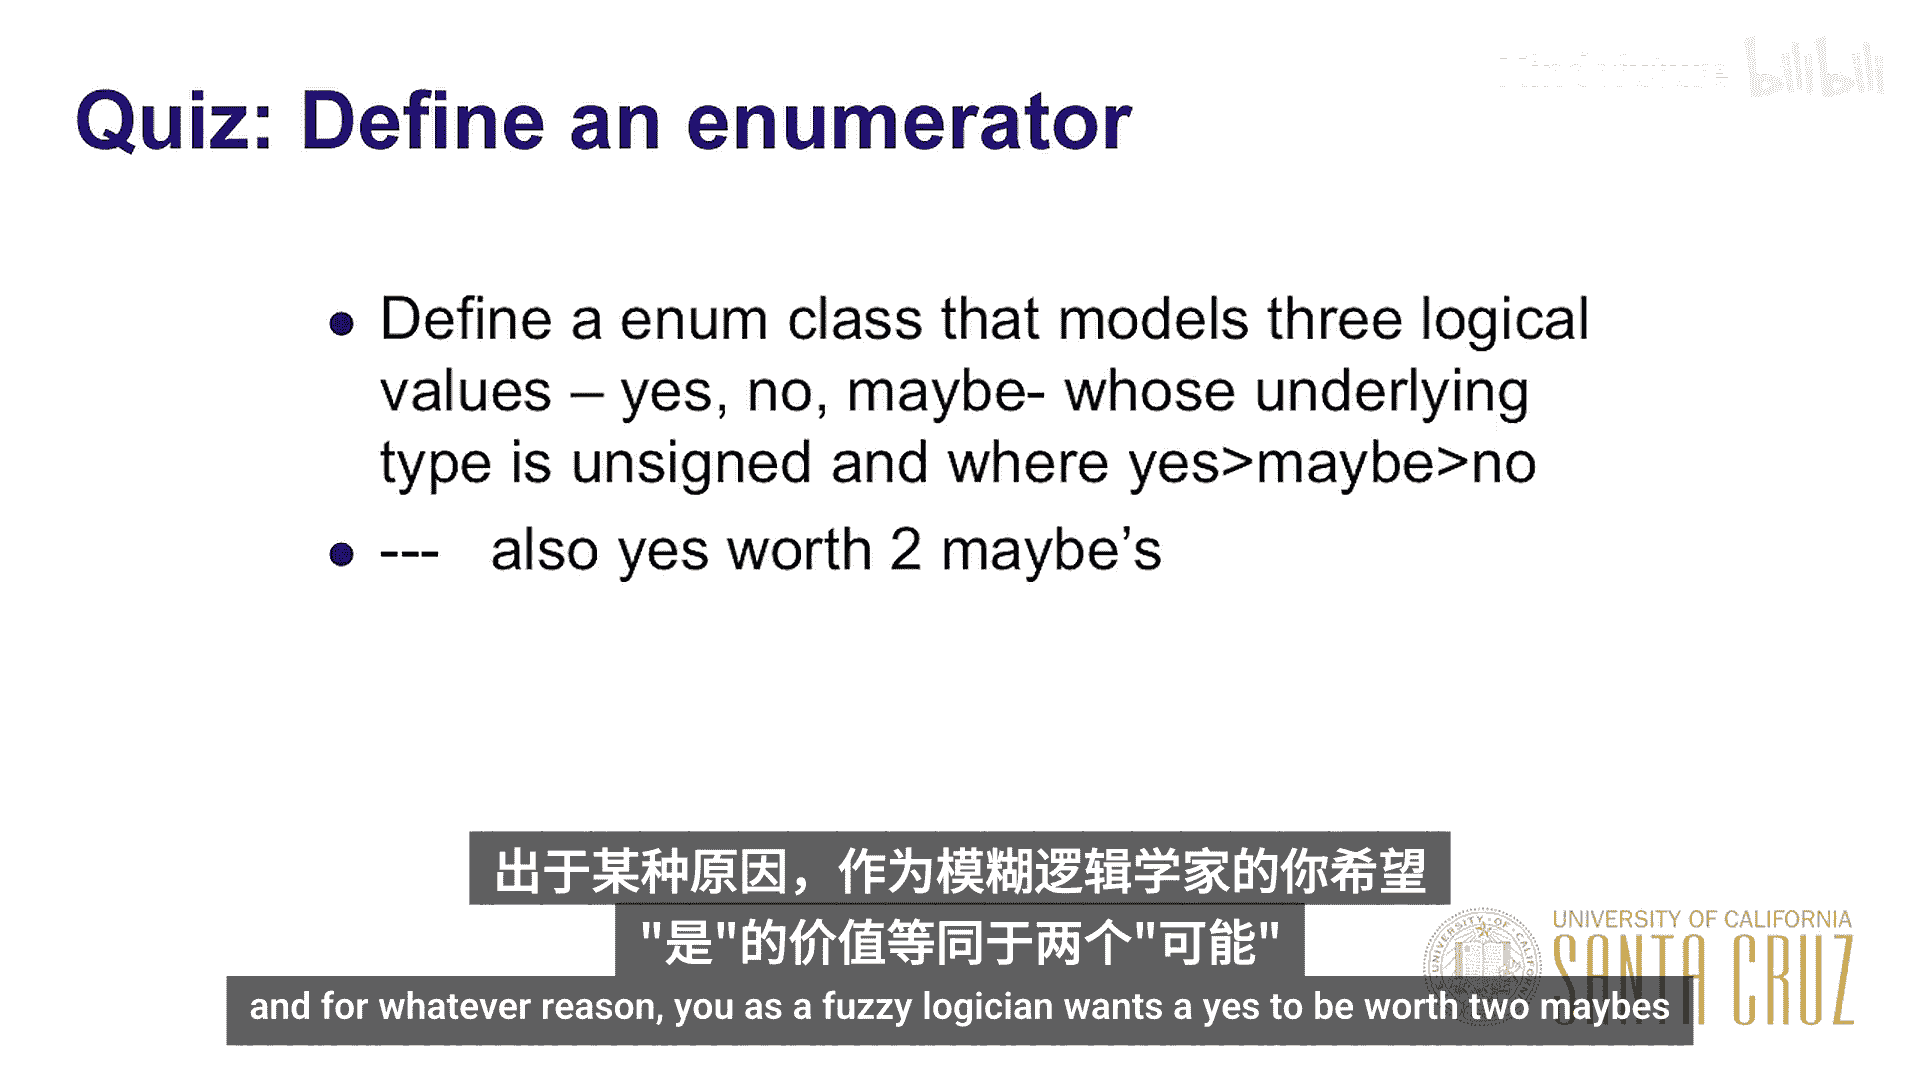 bilibili
Quiz: Define an enumerator
● Define a enum class that models three logical
values – yes, no, maybe- whose underlying
type is unsigned and where yes>maybe>no
● --- also yes worth 2 maybe’s
出于某种原因，作为模糊逻辑学家的你希望
"是"的价值等同于两个"可能"
and for whatever reason, you as a fuzzy logician wants a yes to be worth two maybes
UNIVERSITY OF CALIFORNIA
SANTA CRUZ